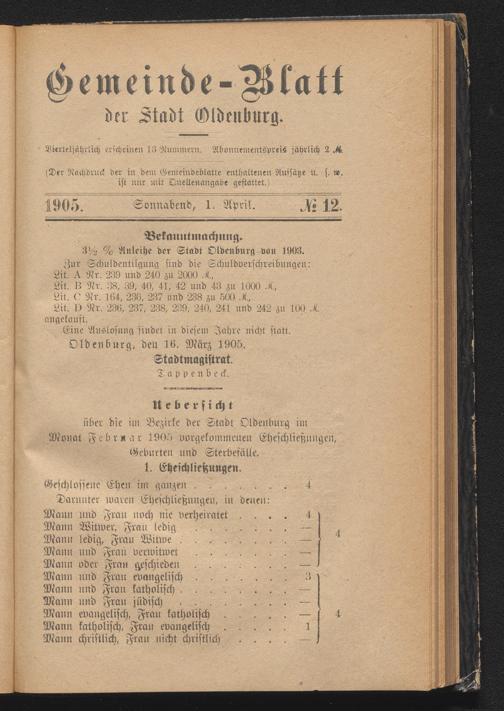 Gemeinde-Blatt
der Stadt Oldenburg.
Vierteljährlich erscheinen 13 Nummern. Abonnementspreis jährlich 2 ℳ.
(Der Nachdruck der in dem Gemeindeblatte enthaltenen Aufsätze u. s. w.
ist nur mit Quellenangabe gestattet.)
1905. Sonnabend, 1. April. № 12.
Bekanntmachung.
3½ % Anleihe der Stadt Oldenburg von 1903.
Zur Schuldentilgung sind die Schuldverschreibungen:
Lit. A Nr. 239 und 240 zu 2000 ℳ,
Lit. B Nr. 38, 39, 40, 41, 42 und 43 zu 1000 ℳ,
Lit. C Nr. 164, 236, 237 und 238 zu 500 ℳ,
Lit. D Nr. 236, 237, 238, 239, 240, 241 und 242 zu 100 ℳ
angekauft.
Eine Auslosung findet in diesem Jahre nicht statt.
Oldenburg, den 16. März 1905.
Stadtmagistrat.
Tappenbeck.
Uebersicht
über die im Bezirke der Stadt Oldenburg im
Monat Februar 1905 vorgekommenen Eheschließungen,
Geburten und Sterbefälle.
1. Eheschließungen.
Geschlossene Ehen im ganzen . . . . . . . . 4
Darunter waren Eheschließungen, in denen:
Mann und Frau noch nie verheiratet . . . . . 4
Mann Witwer, Frau ledig . . . . . . . . —
Mann ledig, Frau Witwe . . . . . . . . — 4
Mann und Frau verwitwet . . . . . . . . —
Mann oder Frau geschieden . . . . . . . . —
Mann und Frau evangelisch . . . . . . . . 3
Mann und Frau katholisch . . . . . . . . —
Mann und Frau jüdisch . . . . . . . . —
Mann evangelisch, Frau katholisch . . . . . . — 4
Mann katholisch, Frau evangelisch . . . . . . 1
Mann christlich, Frau nicht christlich . . . . . —